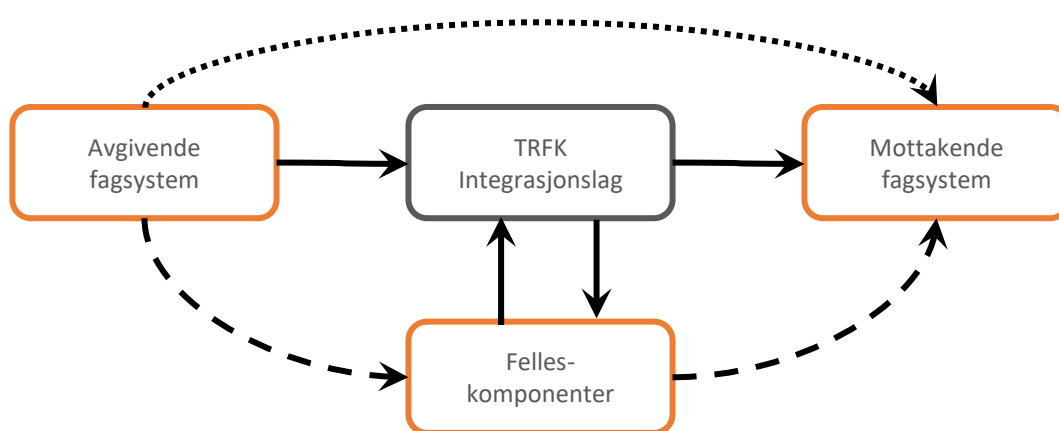 Avgivende
fagsystem
TRFK
Integrasjonslag
Mottakende
fagsystem
Felles-
komponenter